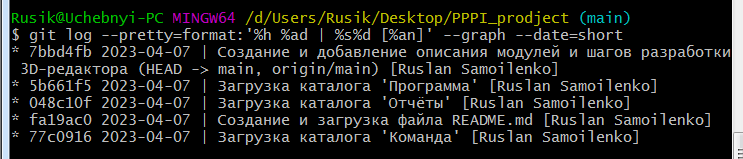 Rusik@Uchebnyi-PC MINGW64 /d/Users/Rusik/Desktop/PPPI_prodject (main)
$ git log --pretty=format:'%h %ad | %s%d [%an]' --graph --date=short
* 7bbd4fb 2023-04-07 | Создание и добавление описания модулей и шагов разработки
3D-редактора (HEAD -> main, origin/main) [Ruslan Samoilenko]
* 5b661f5 2023-04-07 | Загрузка каталога 'Программа' [Ruslan Samoilenko]
* 048c10f 2023-04-07 | Загрузка каталога 'Отчёты' [Ruslan Samoilenko]
* fa19ac0 2023-04-07 | Создание и загрузка файла README.md [Ruslan Samoilenko]
* 77c0916 2023-04-07 | Загрузка каталога 'Команда' [Ruslan Samoilenko]